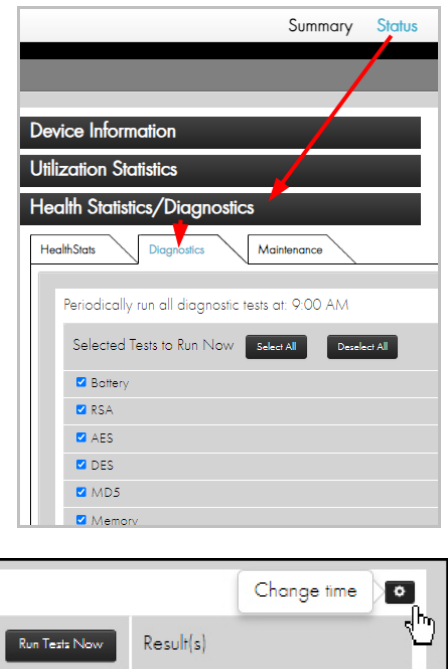 Summary Status
Device Information
Utilization Statistics
Health Statistics/Diagnostics
HealthStats Diagnostics Maintenance
Periodically run all diagnostic tests at: 9:00 AM
Selected Tests to Run Now Select All Deselect All
Battery
RSA
AES
DES
MD5
Memory
Change time
Run Tests Now Result(s)